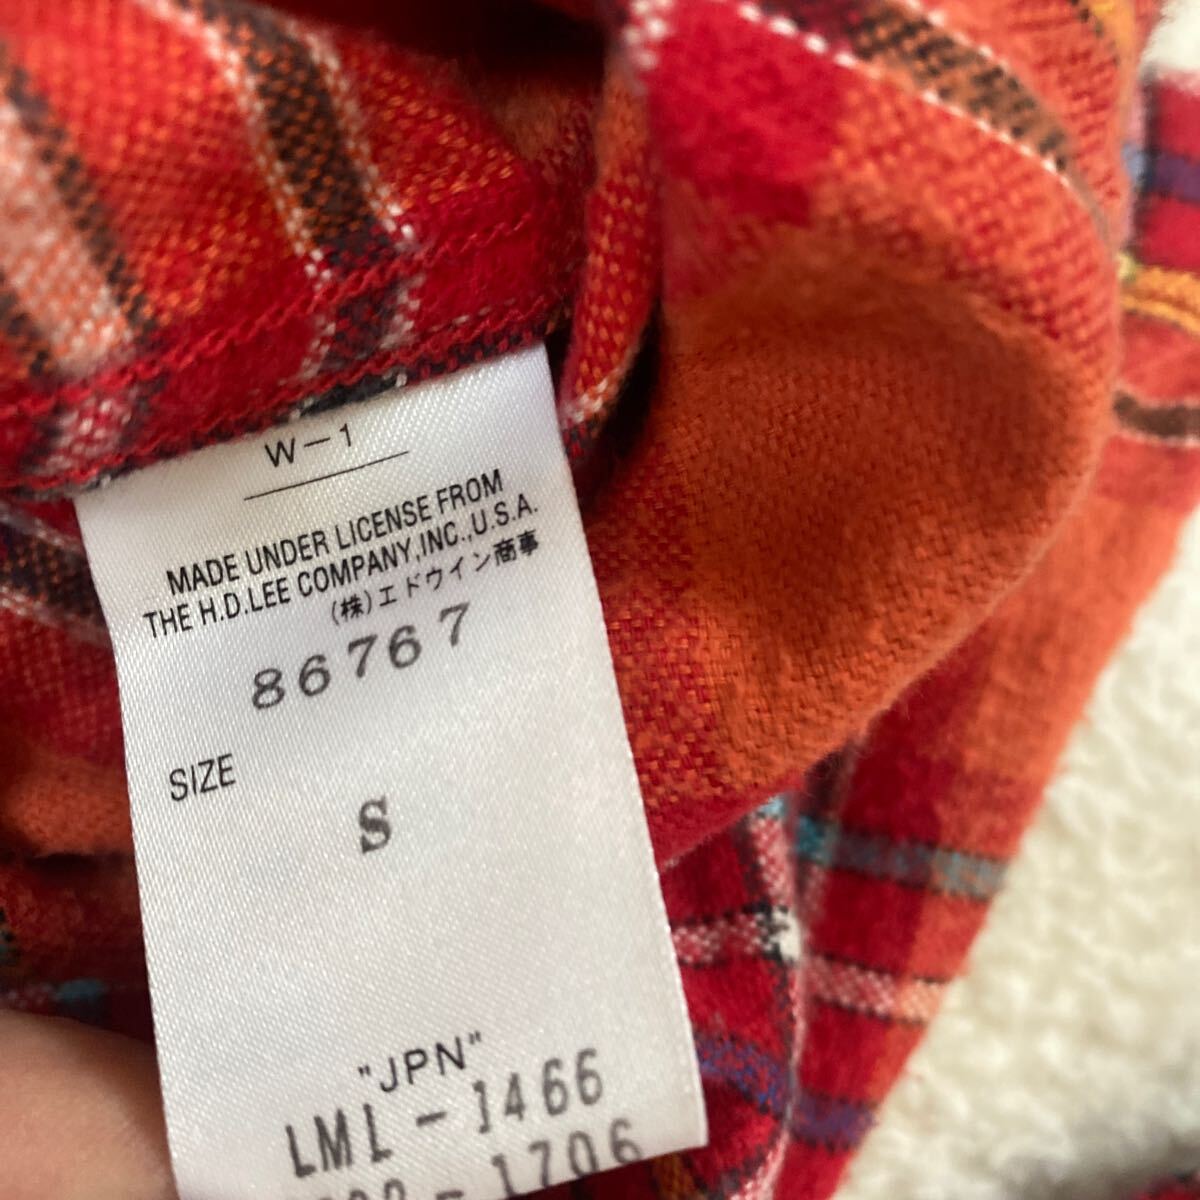 W-1
MADE UNDER LICENSE FROM
THE H.D.LEE COMPANY,INC.,U.S.A.
(株)エドウイン商事
86767
SIZE
S
"JPN"
LML-1466
-1706